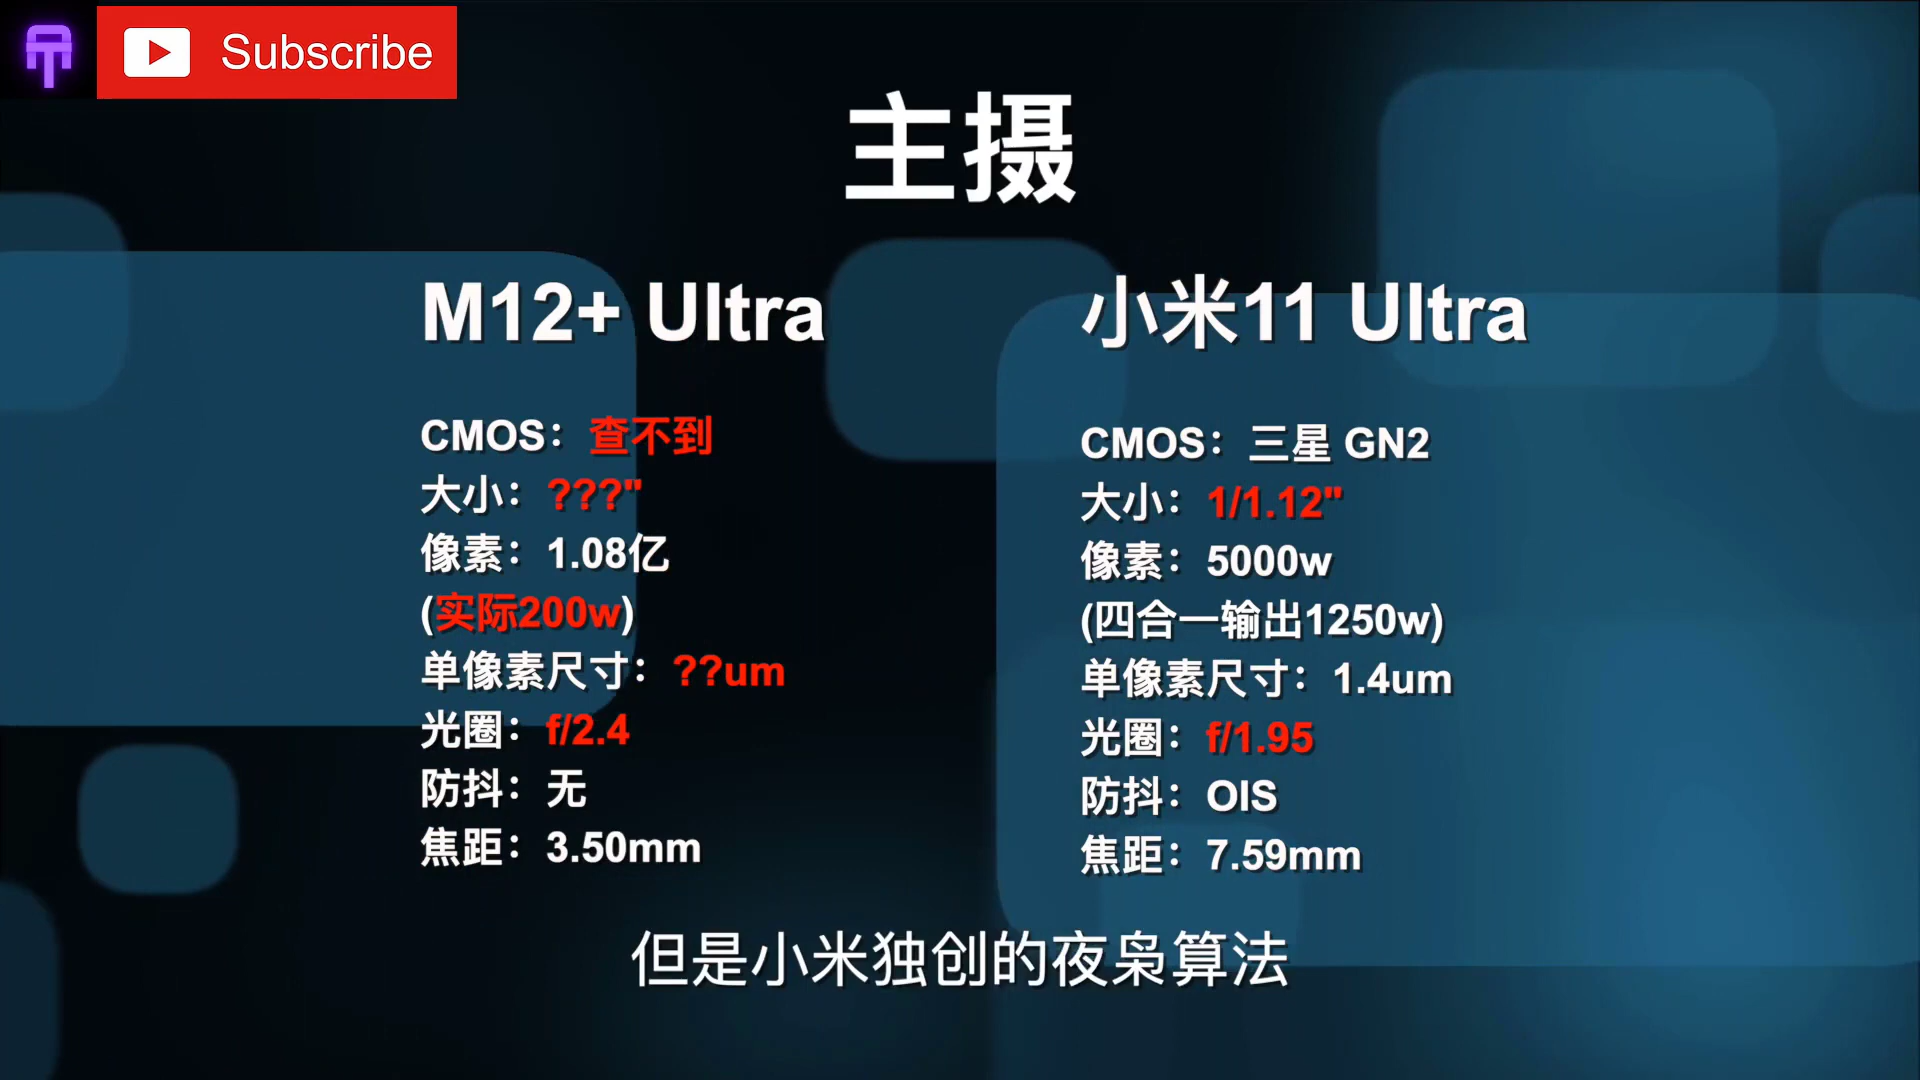 Subscribe
主摄
M12+ Ultra
CMOS：查不到
大小：???"
像素：1.08亿
(实际200w)
单像素尺寸：??um
光圈：f/2.4
防抖：无
焦距：3.50mm
小米11 Ultra
CMOS：三星 GN2
大小：1/1.12"
像素：5000w
(四合一输出1250w)
单像素尺寸：1.4um
光圈：f/1.95
防抖：OIS
焦距：7.59mm
但是小米独创的夜枭算法